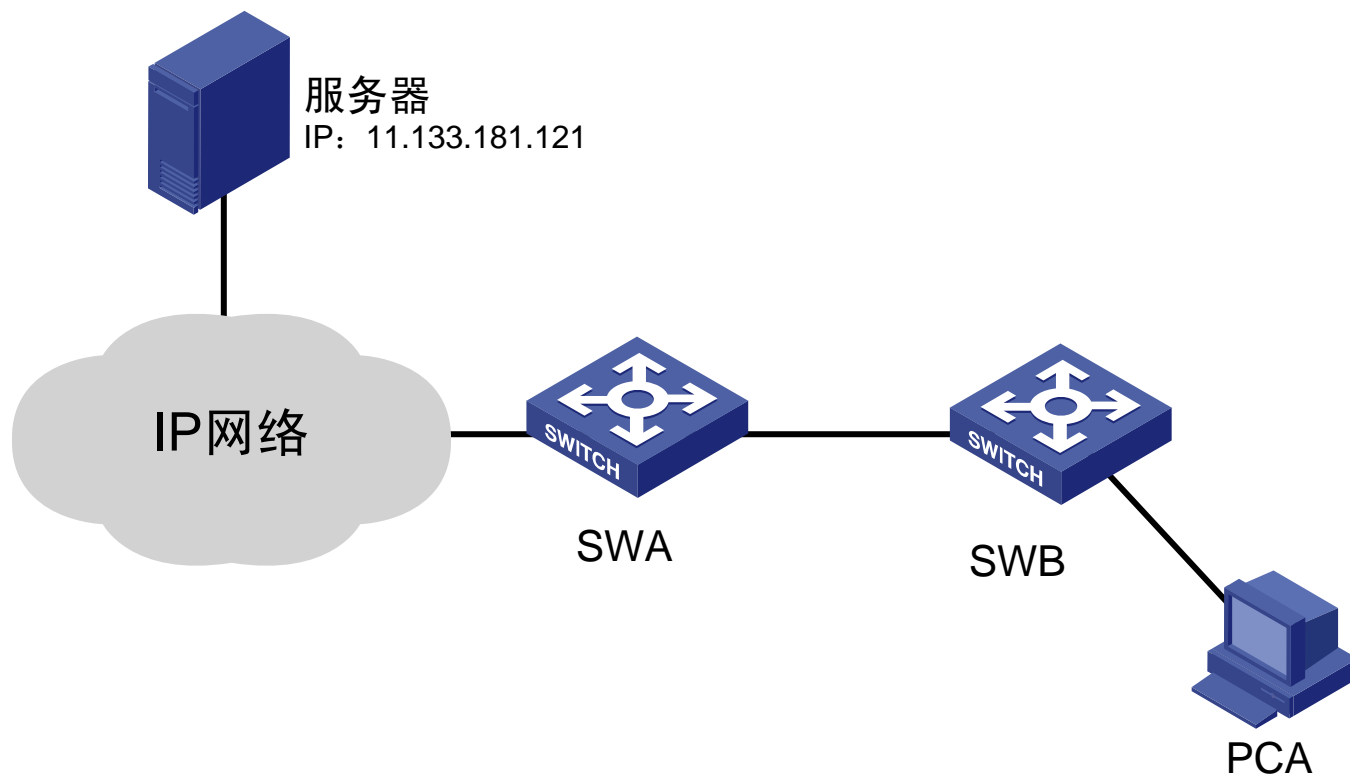 服务器
IP：11.133.181.121
IP网络
SWITCH
SWITCH
SWA
SWB
PCA